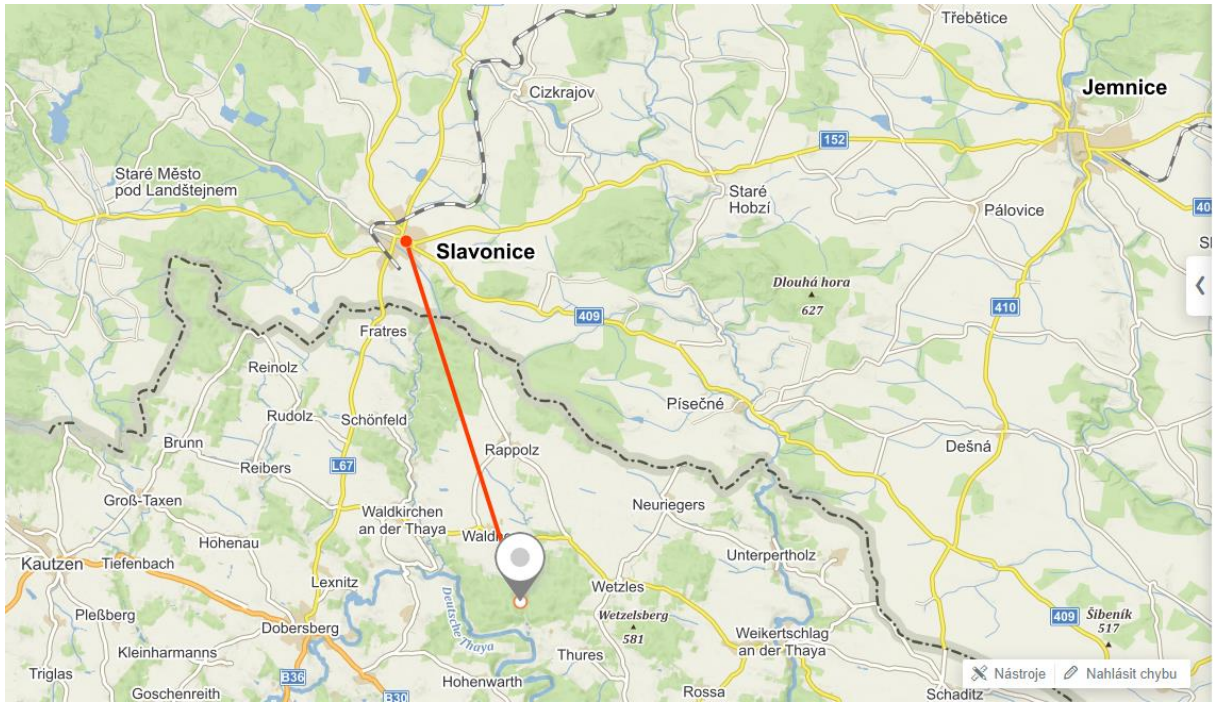 Třebětice
Jemnice
Cizkrajov
152
Staré Město
pod Landštejnem
Staré
Hobzí
Pálovice
40
Slavonice
Dlouhá hora
627
410
409
Fratres
Reinolz
Rudolz
Schönfeld
Písečné
Dešná
Brunn
Reibers
L67
Rappolz
Groß-Taxen
Waldkirchen
an der Thaya
Neuriegers
Hohenau
Unterpertholz
Kautzen
Tiefenbach
Lexnitz
Wetzles
Pleßberg
Dobersberg
Deutsche Thaya
Wetzelsberg
581
409
Šibeník
517
Weikertschlag
an der Thaya
Kleinharmanns
Thures
Triglas
B36
Hohenwarth
Goschenreith
B30
Rossa
Schaditz
Nástroje
Nahlásit chybu